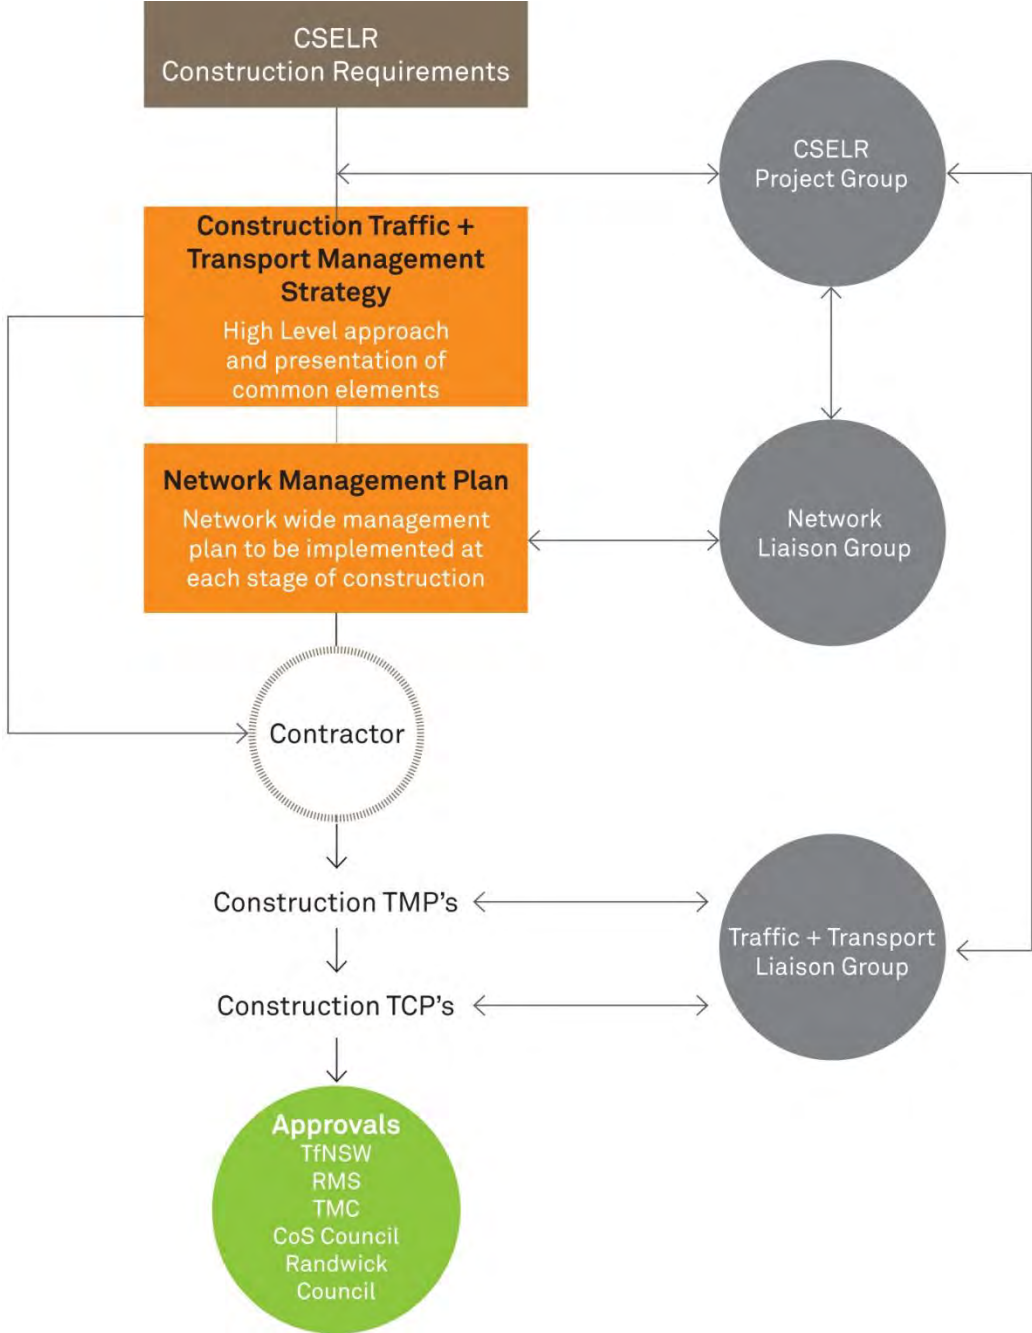 CSELR
Construction Requirements
CSELR
Project Group
Construction Traffic +
Transport Management
Strategy
High Level approach
and presentation of
common elements
Network Management Plan
Network wide management
plan to be implemented at
each stage of construction
Network
Liaison Group
Contractor
Construction TMP’s
Traffic + Transport
Liaison Group
Construction TCP’s
Approvals
TfNSW
RMS
TMC
CoS Council
Randwick
Council